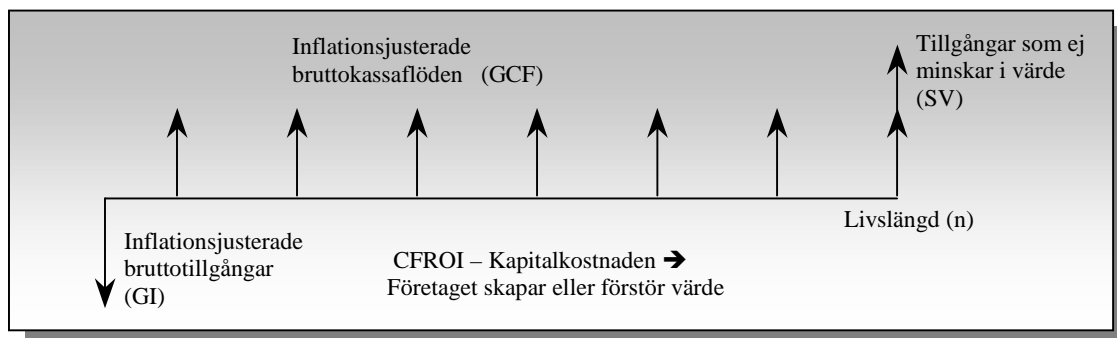 Inflationsjusterade
bruttokassaflöden (GCF)
Tillgångar som ej
minskar i värde
(SV)
Livslängd (n)
Inflationsjusterade
bruttotillgångar
(GI)
CFROI – Kapitalkostnaden ➔
Företaget skapar eller förstör värde